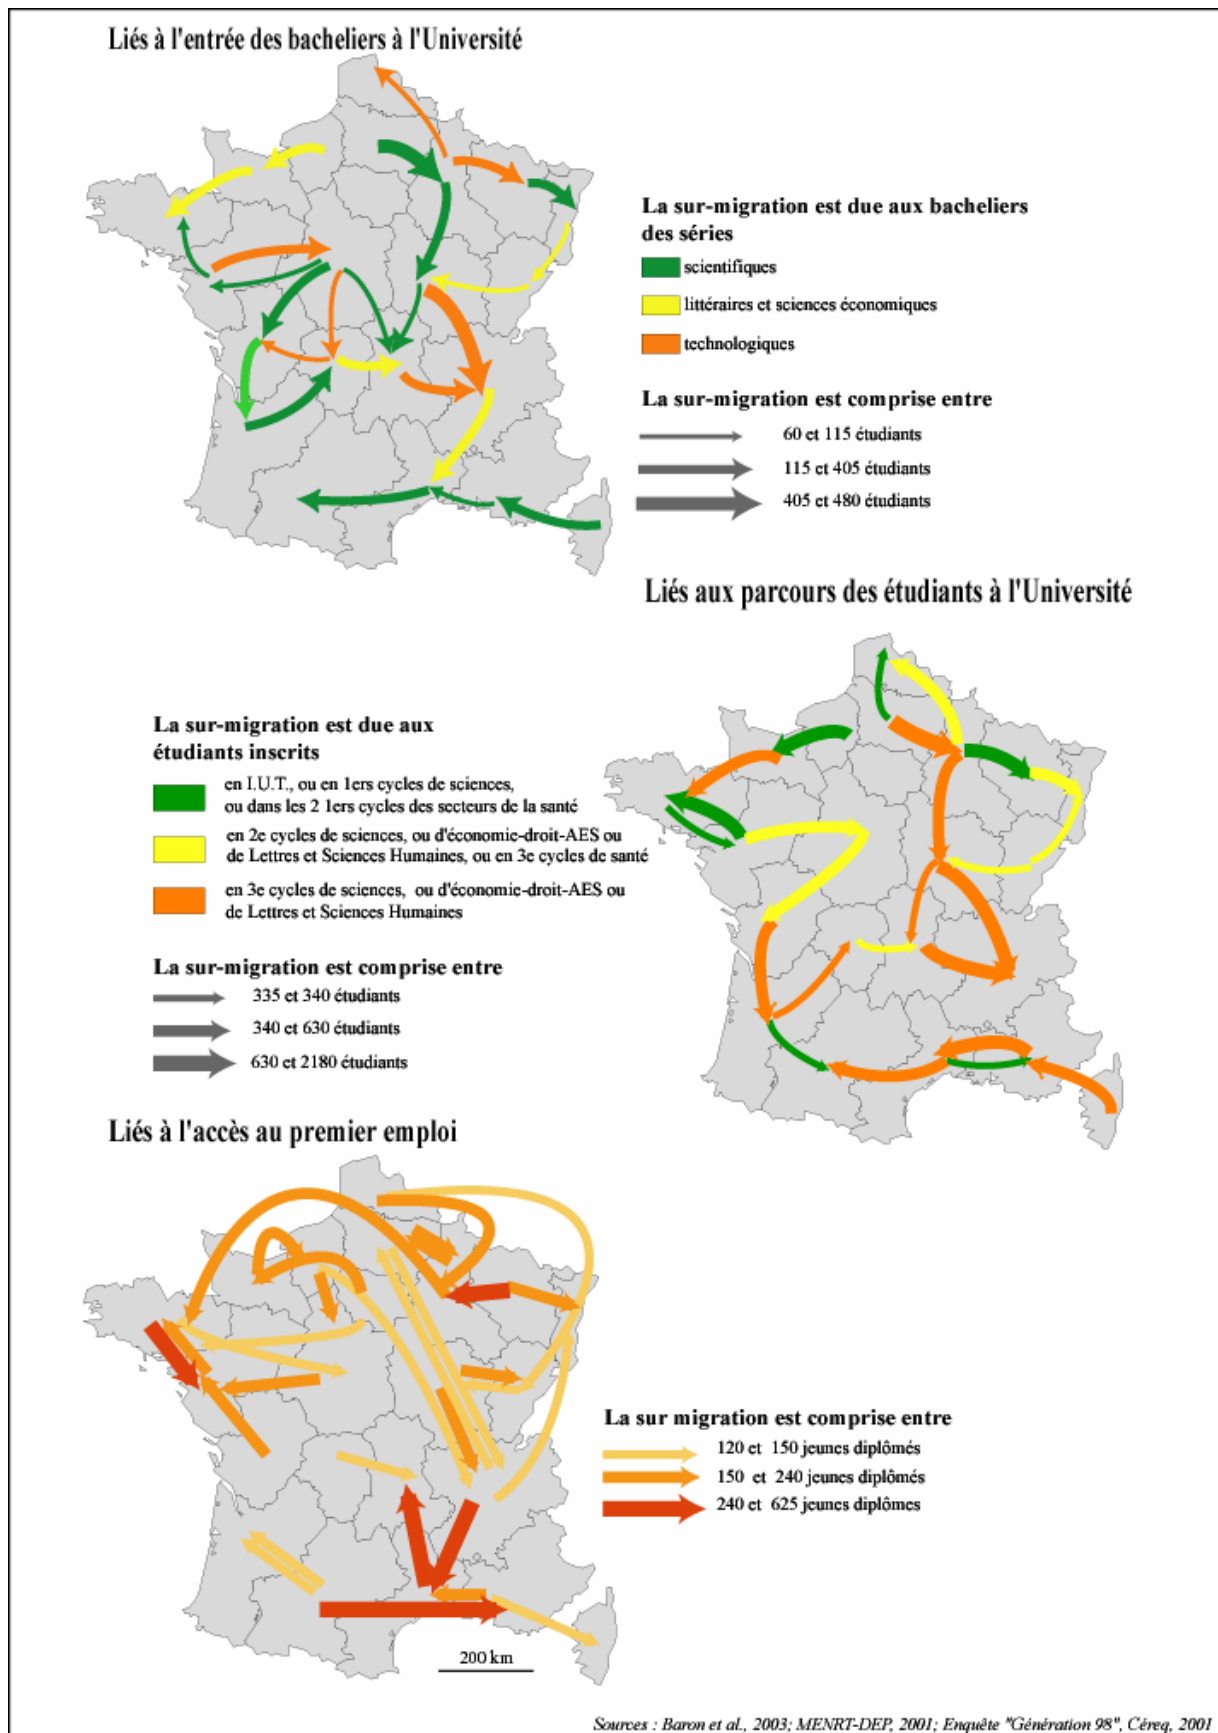 Liés à l'entrée des bacheliers à l'Université
La sur-migration est due aux bacheliers
des séries
scientifiques
littéraires et sciences économiques
technologiques
La sur-migration est comprise entre
60 et 115 étudiants
115 et 405 étudiants
405 et 480 étudiants
Liés aux parcours des étudiants à l'Université
La sur-migration est due aux
étudiants inscrits
en I.U.T., ou en 1ers cycles de sciences,
ou dans les 2 1ers cycles des secteurs de la santé
en 2e cycles de sciences, ou d'économie-droit-AES ou
de Lettres et Sciences Humaines, ou en 3e cycles de santé
en 3e cycles de sciences, ou d'économie-droit-AES ou
de Lettres et Sciences Humaines
La sur-migration est comprise entre
335 et 340 étudiants
340 et 630 étudiants
630 et 2180 étudiants
Liés à l'accès au premier emploi
La sur migration est comprise entre
120 et 150 jeunes diplômés
150 et 240 jeunes diplômés
240 et 625 jeunes diplômes
200 km
Sources : Baron et al., 2003; MENRT-DEP, 2001; Enquête "Génération 98", Céreq, 2001